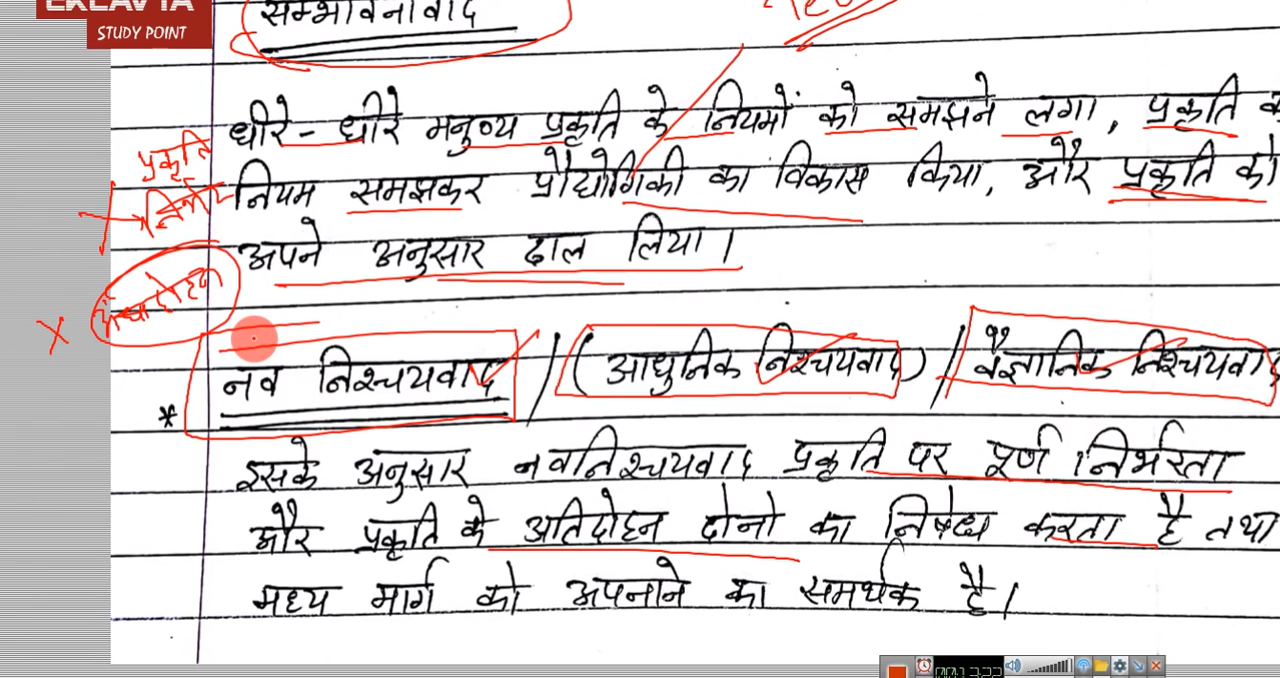 EKLAVYA
STUDY POINT
सम्भावनावाद
धीरे-धीरे मनुष्य प्रकृति के नियमों को समझने लगा, प्रकृति के
प्रकृति
नियम समझकर प्रौद्योगिकी का विकास किया, और प्रकृति को
अपने अनुसार ढाल लिया।
* नव निश्चयवाद / (आधुनिक निश्चयवाद) / वैज्ञानिक निश्चयवाद
इसके अनुसार नवनिश्चयवाद प्रकृति पर पूर्ण निर्भरता
और प्रकृति के अतिदोहन दोनो का निषेध करता है तथा
मध्य मार्ग को अपनाने का समर्थक है।